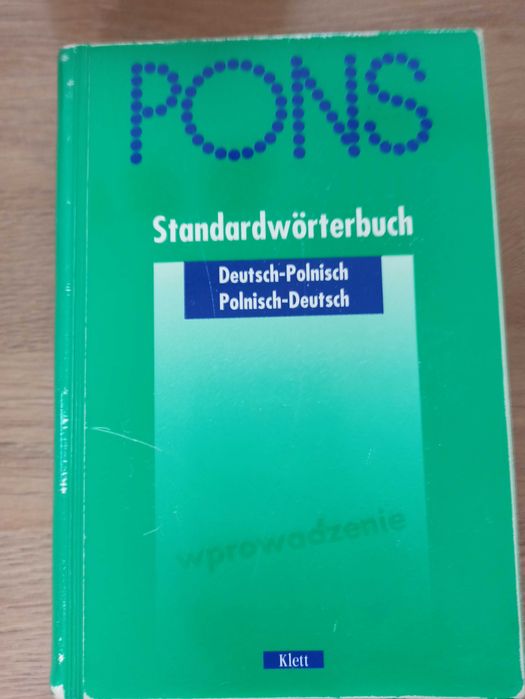 PONS
Standardwörterbuch
Deutsch-Polnisch
Polnisch-Deutsch
wprowadzenie
Klett